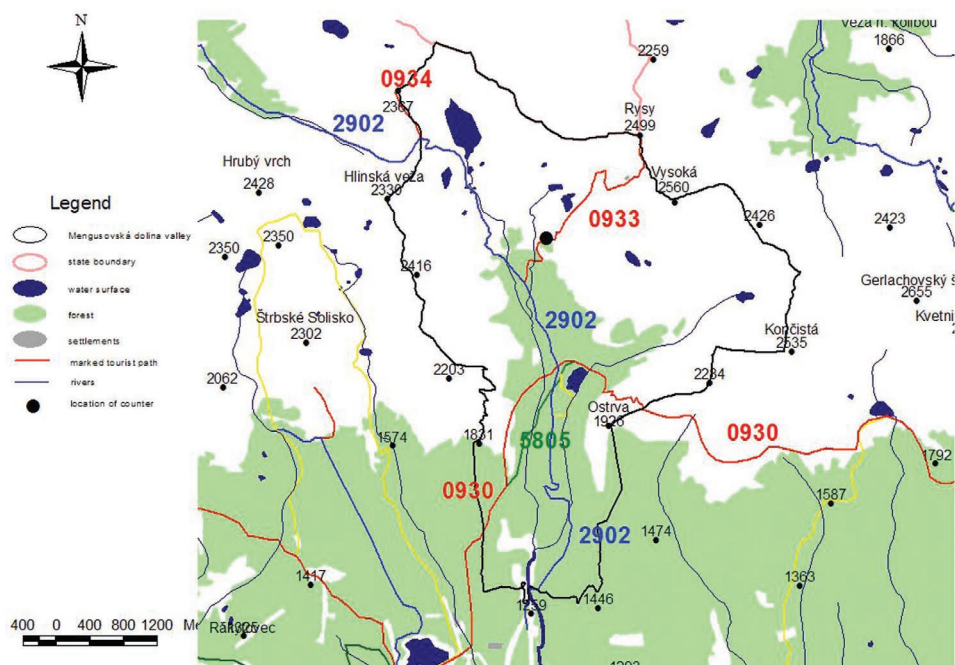 N
Legend
Mengusovská dolina valley
state boundary
water surface
forest
settlements
marked tourist path
rivers
location of counter
400 0 400 800 1200
Veža n. kolibou
1866
2259
0934
2367
2902
Rysy
2499
Hrubý vrch
2428
Hlinská veža
2330
Vysoká
2560
0933
2426
2423
2350
2350
2416
Gerlachovský š
2655
Kvetni
2902
Štrbské Solisko
2302
Končistá
2535
2062
2203
2284
Ostrva
1926
5805
0930
1574
1831
0930
1792
1587
2902
1474
1417
1363
1446
1259